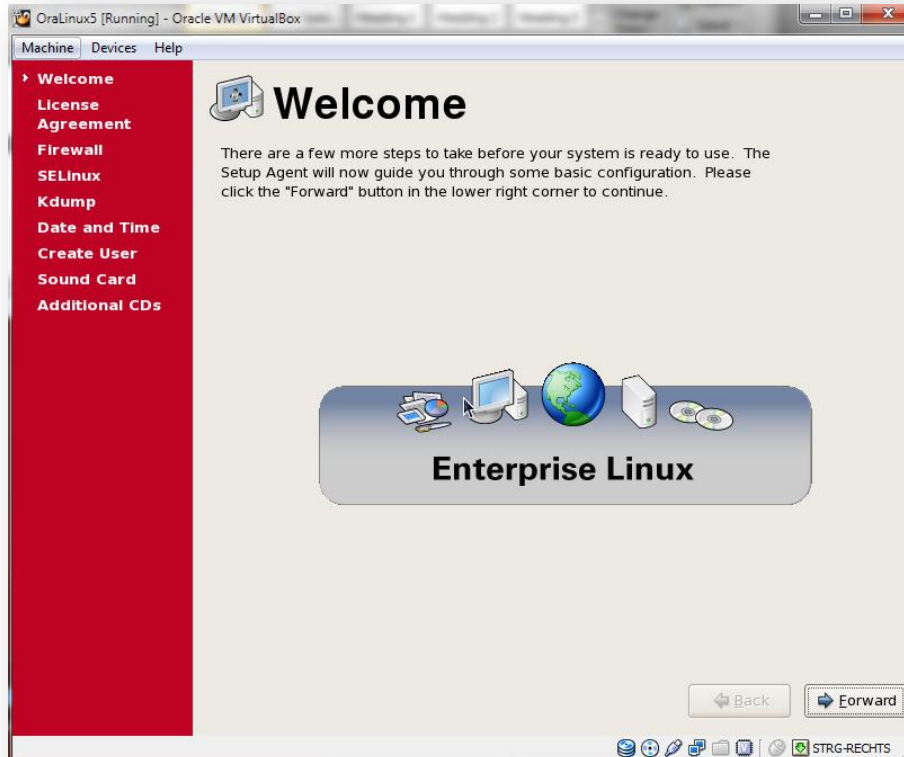 OraLinux5 [Running] - Oracle VM VirtualBox
Machine Devices Help
Welcome
License
Agreement
Firewall
SELinux
Kdump
Date and Time
Create User
Sound Card
Additional CDs
Welcome
There are a few more steps to take before your system is ready to use. The
Setup Agent will now guide you through some basic configuration. Please
click the "Forward" button in the lower right corner to continue.
Enterprise Linux
Back
Forward
STRG-RECHTS